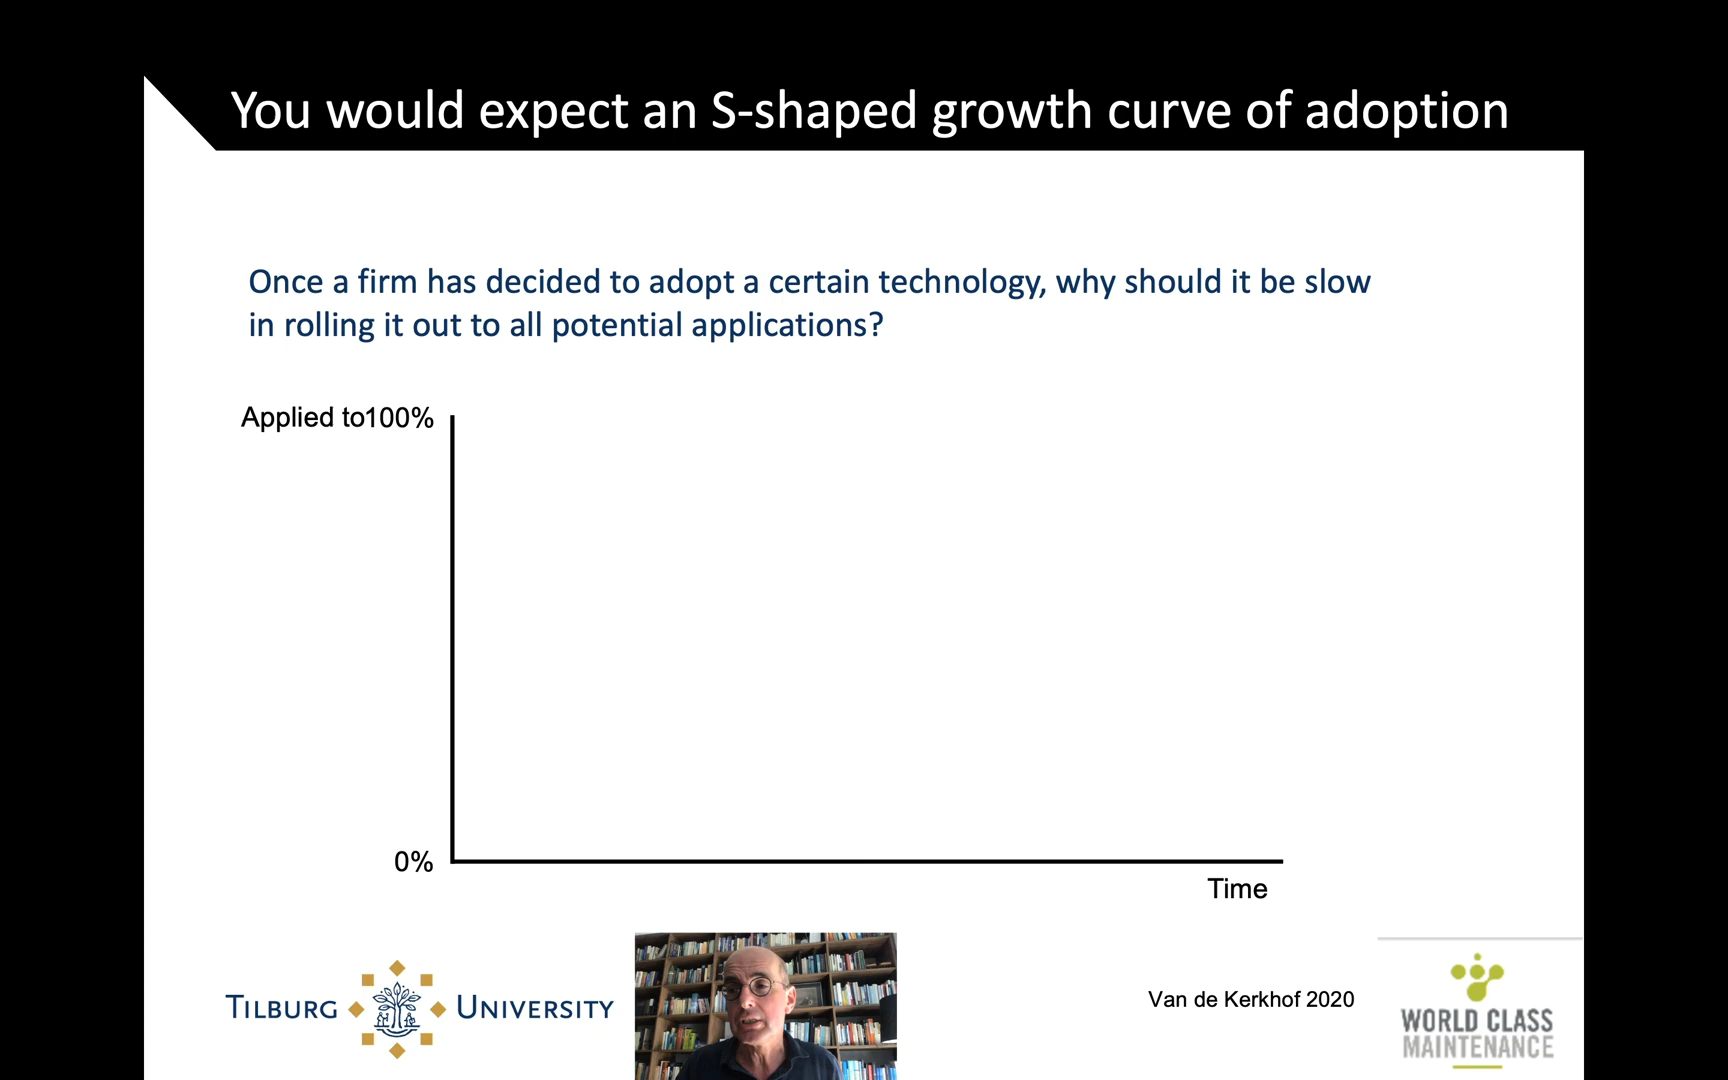 You would expect an S-shaped growth curve of adoption
Once a firm has decided to adopt a certain technology, why should it be slow
in rolling it out to all potential applications?
Applied to100%
0%
Time
TILBURG UNIVERSITY
Van de Kerkhof 2020
WORLD CLASS
MAINTENANCE